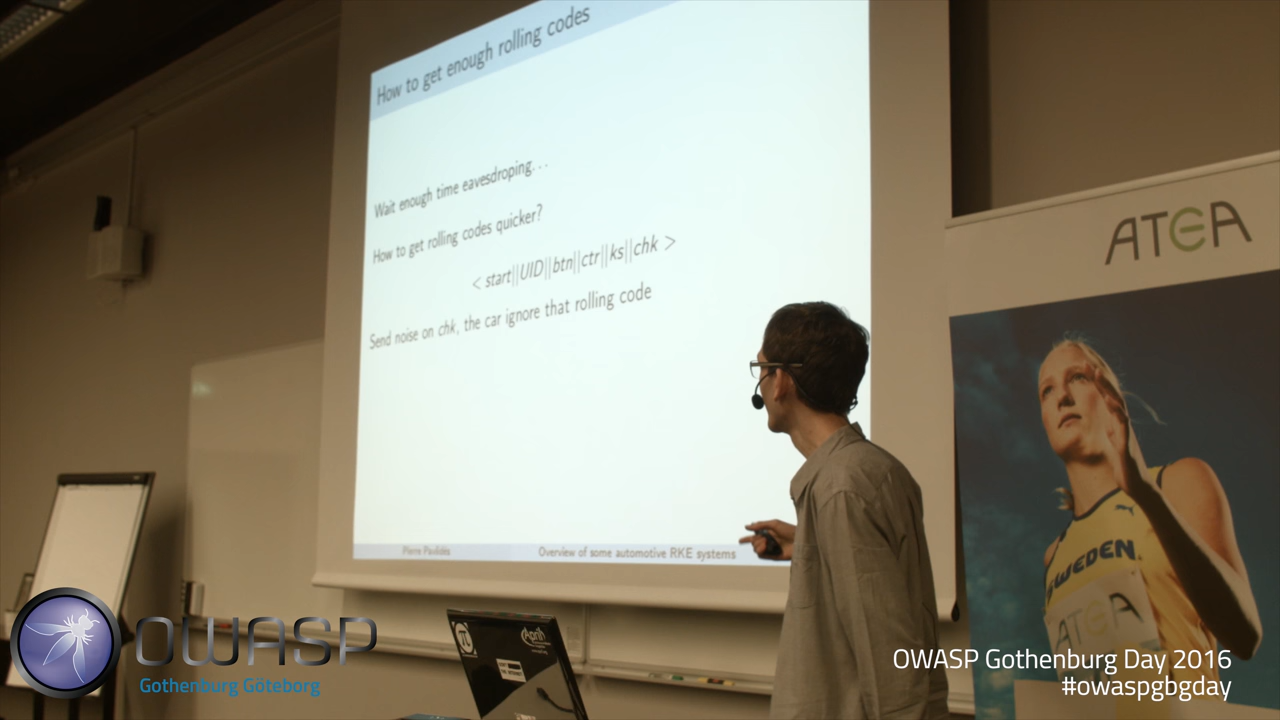 How to get enough rolling codes
Wait enough time eavesdroping...
How to get rolling codes quicker?
< start||UID||btn||ctr||ks||chk >
Send noise on chk, the car ignore that rolling code
Pierre Pavlidès
Overview of some automotive RKE systems
ATEA
SWEDEN
ATEA
April
OWASP
Gothenburg Göteborg
OWASP Gothenburg Day 2016
#owaspgbgday